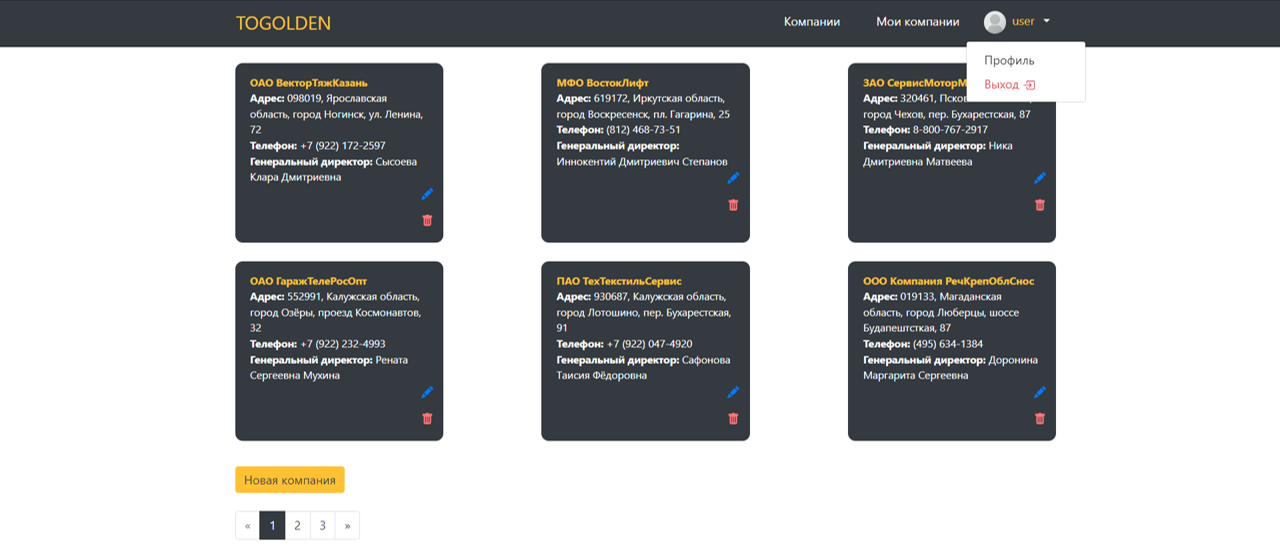 TOGOLDEN
Компании
Мои компании
user
Профиль
Выход
ОАО ВекторТяжКазань
Адрес: 098019, Ярославская
область, город Ногинск, ул. Ленина,
72
Телефон: +7 (922) 172-2597
Генеральный директор: Сысоева
Клара Дмитриевна
МФО ВостокЛифт
Адрес: 619172, Иркутская область,
город Воскресенск, пл. Гагарина, 25
Телефон: (812) 468-73-51
Генеральный директор:
Иннокентий Дмитриевич Степанов
ЗАО
Адрес: 320461,
город Чехов, пер. Бухарестская, 87
Телефон: 8-800-767-2917
Генеральный директор: Ника
Дмитриевна Матвеева
ОАО ГаражТелеРосОпт
Адрес: 552991, Калужская область,
город Озёры, проезд Космонавтов,
32
Телефон: +7 (922) 232-4993
Генеральный директор: Рената
Сергеевна Мухина
ПАО ТехТекстильСервис
Адрес: 930687, Калужская область,
город Лотошино, пер. Бухарестская,
91
Телефон: +7 (922) 047-4920
Генеральный директор: Сафонова
Таисия Фёдоровна
ООО Компания РечКрепОблСнос
Адрес: 019133, Магаданская
область, город Люберцы, шоссе
Будапештсткая, 87
Телефон: (495) 634-1384
Генеральный директор: Доронина
Маргарита Сергеевна
Новая компания
« 1 2 3 »